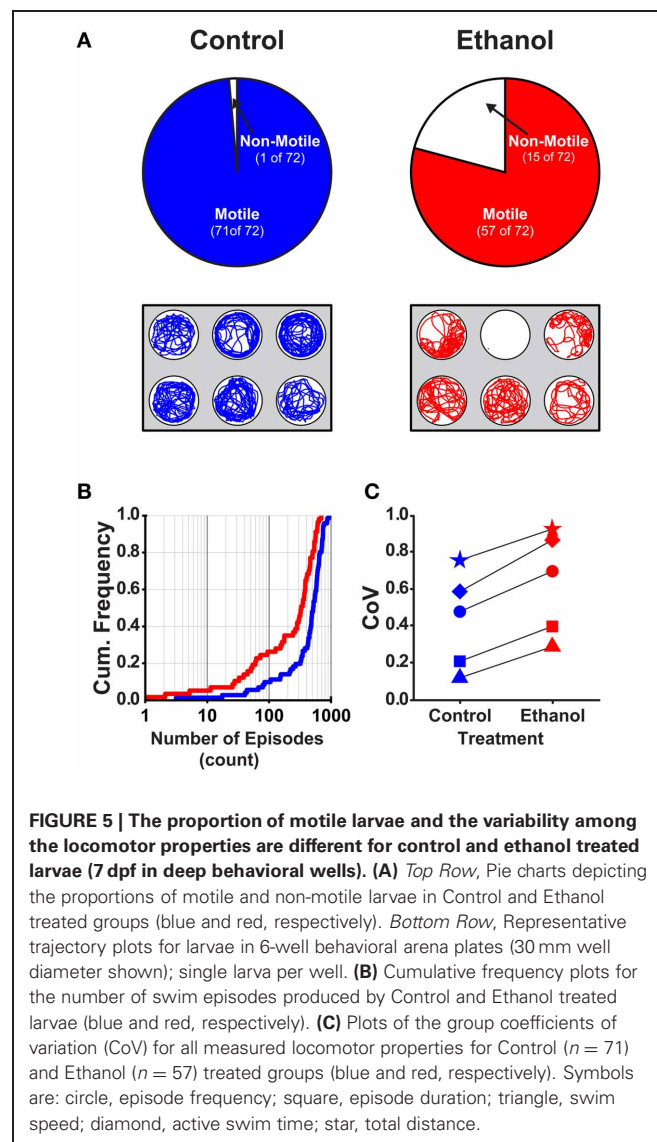 A
Control
Ethanol
Non-Motile
(1 of 72)
Motile
(71of 72)
Non-Motile
(15 of 72)
Motile
(57 of 72)
B
1.0
0.8
0.6
0.4
0.2
0.0
Cum. Frequency
1
10
100
1000
Number of Episodes
(count)
C
1.0
0.8
0.6
0.4
0.2
0.0
CoV
Control
Ethanol
Treatment
FIGURE 5 | The proportion of motile larvae and the variability among
the locomotor properties are different for control and ethanol treated
larvae (7 dpf in deep behavioral wells). (A) Top Row, Pie charts depicting
the proportions of motile and non-motile larvae in Control and Ethanol
treated groups (blue and red, respectively). Bottom Row, Representative
trajectory plots for larvae in 6-well behavioral arena plates (30 mm well
diameter shown); single larva per well. (B) Cumulative frequency plots for
the number of swim episodes produced by Control and Ethanol treated
larvae (blue and red, respectively). (C) Plots of the group coefficients of
variation (CoV) for all measured locomotor properties for Control (n = 71)
and Ethanol (n = 57) treated groups (blue and red, respectively). Symbols
are: circle, episode frequency; square, episode duration; triangle, swim
speed; diamond, active swim time; star, total distance.